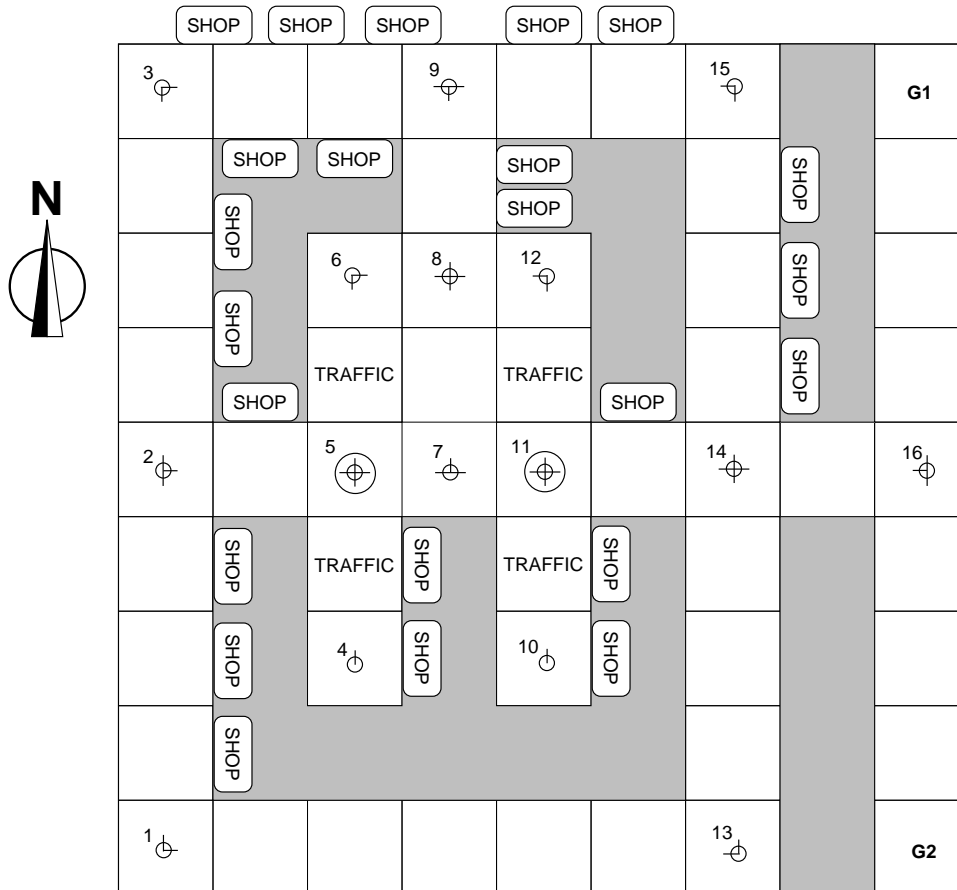 SHOP SHOP SHOP SHOP SHOP
3 9 15 G1
SHOP SHOP SHOP SHOP
N SHOP SHOP
6 8 12
SHOP SHOP
TRAFFIC TRAFFIC SHOP
SHOP SHOP
2 5 7 11 14 16
SHOP TRAFFIC SHOP TRAFFIC SHOP
SHOP 4 SHOP 10 SHOP
SHOP
1 13 G2